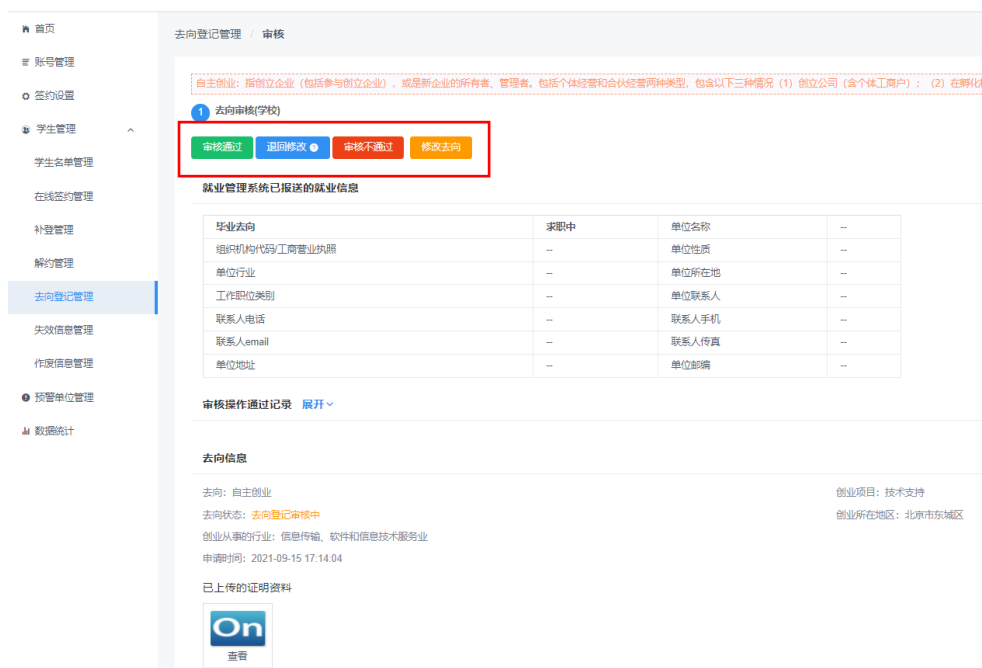 首页
账号管理
签约设置
学生管理
学生名单管理
在线签约管理
补登管理
解约管理
去向登记管理
失效信息管理
作废信息管理
预警单位管理
数据统计
去向登记管理 / 审核
自主创业：指创立企业（包括参与创立企业），或是新企业的所有者、管理者。包括个体经营和合伙经营两种类型，包含以下三种情况（1）创立公司（含个体工商户）；（2）在孵化
1 去向审核(学校)
审核通过 退回修改 审核不通过 修改去向
就业管理系统已报送的就业信息
毕业去向 求职中 单位名称 --
组织机构代码/工商营业执照 -- 单位性质 --
单位行业 -- 单位所在地 --
工作职位类别 -- 单位联系人 --
联系人电话 -- 联系人手机 --
联系人email -- 联系人传真 --
单位地址 -- 单位邮编 --
审核操作通过记录 展开
去向信息
去向：自主创业 创业项目：技术支持
去向状态：去向登记审核中 创业所在地区：北京市东城区
创业从事的行业：信息传输、软件和信息技术服务业
申请时间：2021-09-15 17:14:04
已上传的证明资料
On
查看